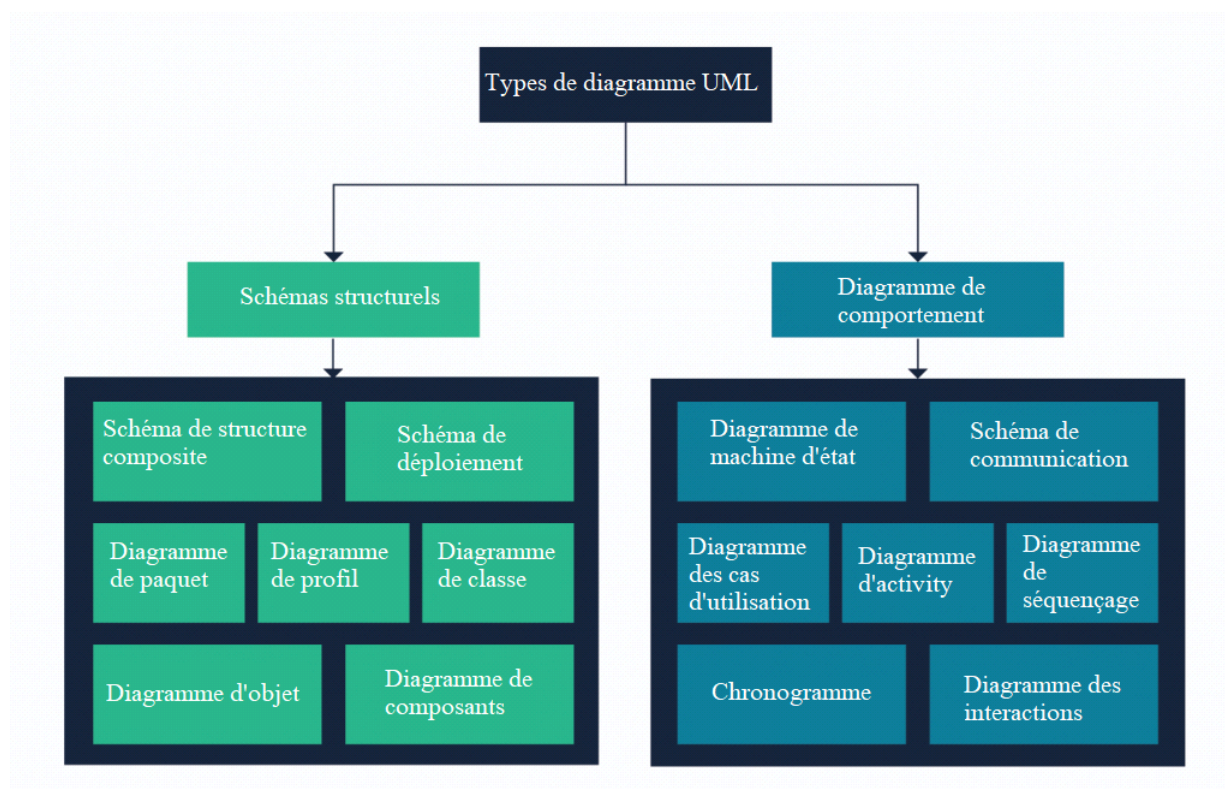 Types de diagramme UML
Schémas structurels
Diagramme de
comportement
Schéma de structure
composite
Schéma de
déploiement
Diagramme
de paquet
Diagramme
de profil
Diagramme
de classe
Diagramme d'objet
Diagramme de
composants
Diagramme de
machine d'état
Schéma de
communication
Diagramme
des cas
d'utilisation
Diagramme
d'activity
Diagramme
de
séquençage
Chronogramme
Diagramme des
interactions